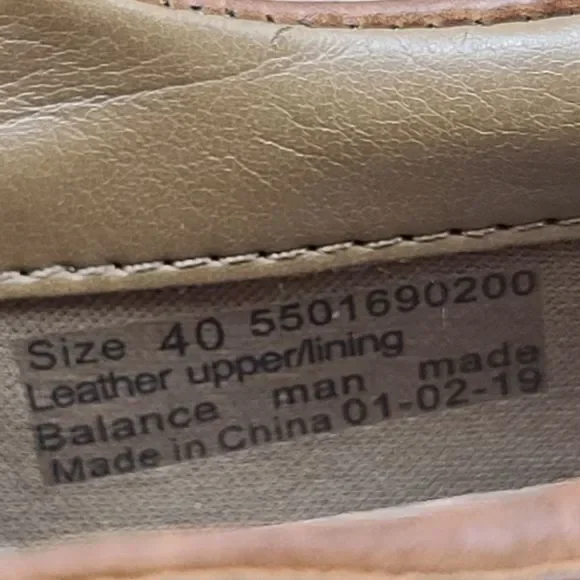 Size 40 5501690200
Leather upper/lining
Balance man made
Made in China 01-02-19